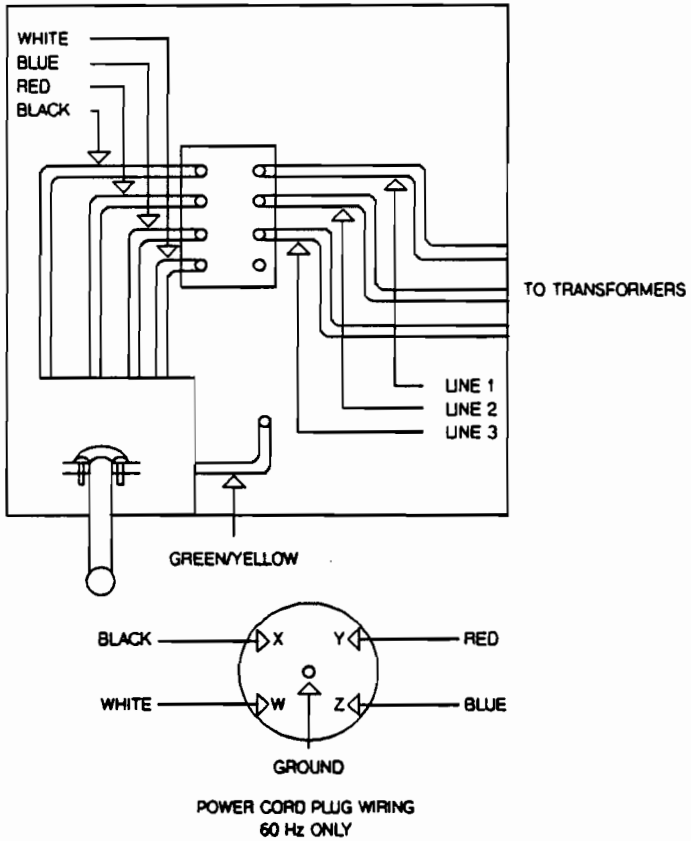 WHITE
BLUE
RED
BLACK
TO TRANSFORMERS
LINE 1
LINE 2
LINE 3
GREEN/YELLOW
BLACK X Y RED
WHITE W Z BLUE
GROUND
POWER CORD PLUG WIRING
60 Hz ONLY